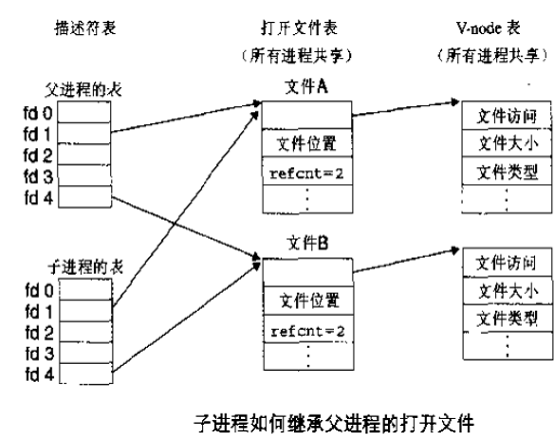 描述符表
打开文件表
V-node 表
（所有进程共享）
（所有进程共享）
父进程的表
fd 0
fd 1
fd 2
fd 3
fd 4
文件A
文件位置
refcnt=2
文件访问
文件大小
文件类型
子进程的表
fd 0
fd 1
fd 2
fd 3
fd 4
文件B
文件位置
refcnt=2
文件访问
文件大小
文件类型
子进程如何继承父进程的打开文件